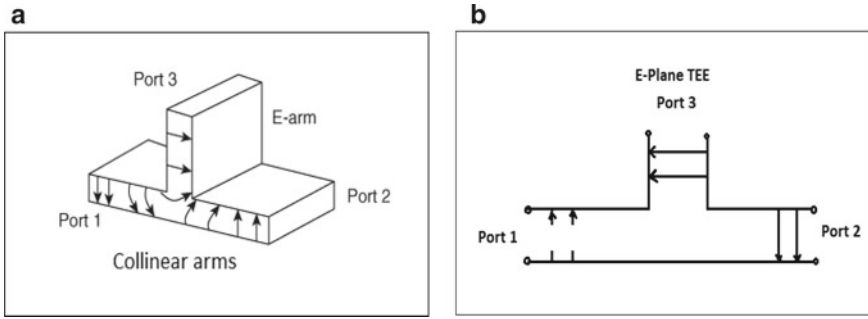 a
Port 3
E-arm
Port 2
Port 1
Collinear arms
b
E-Plane TEE
Port 3
Port 1
Port 2